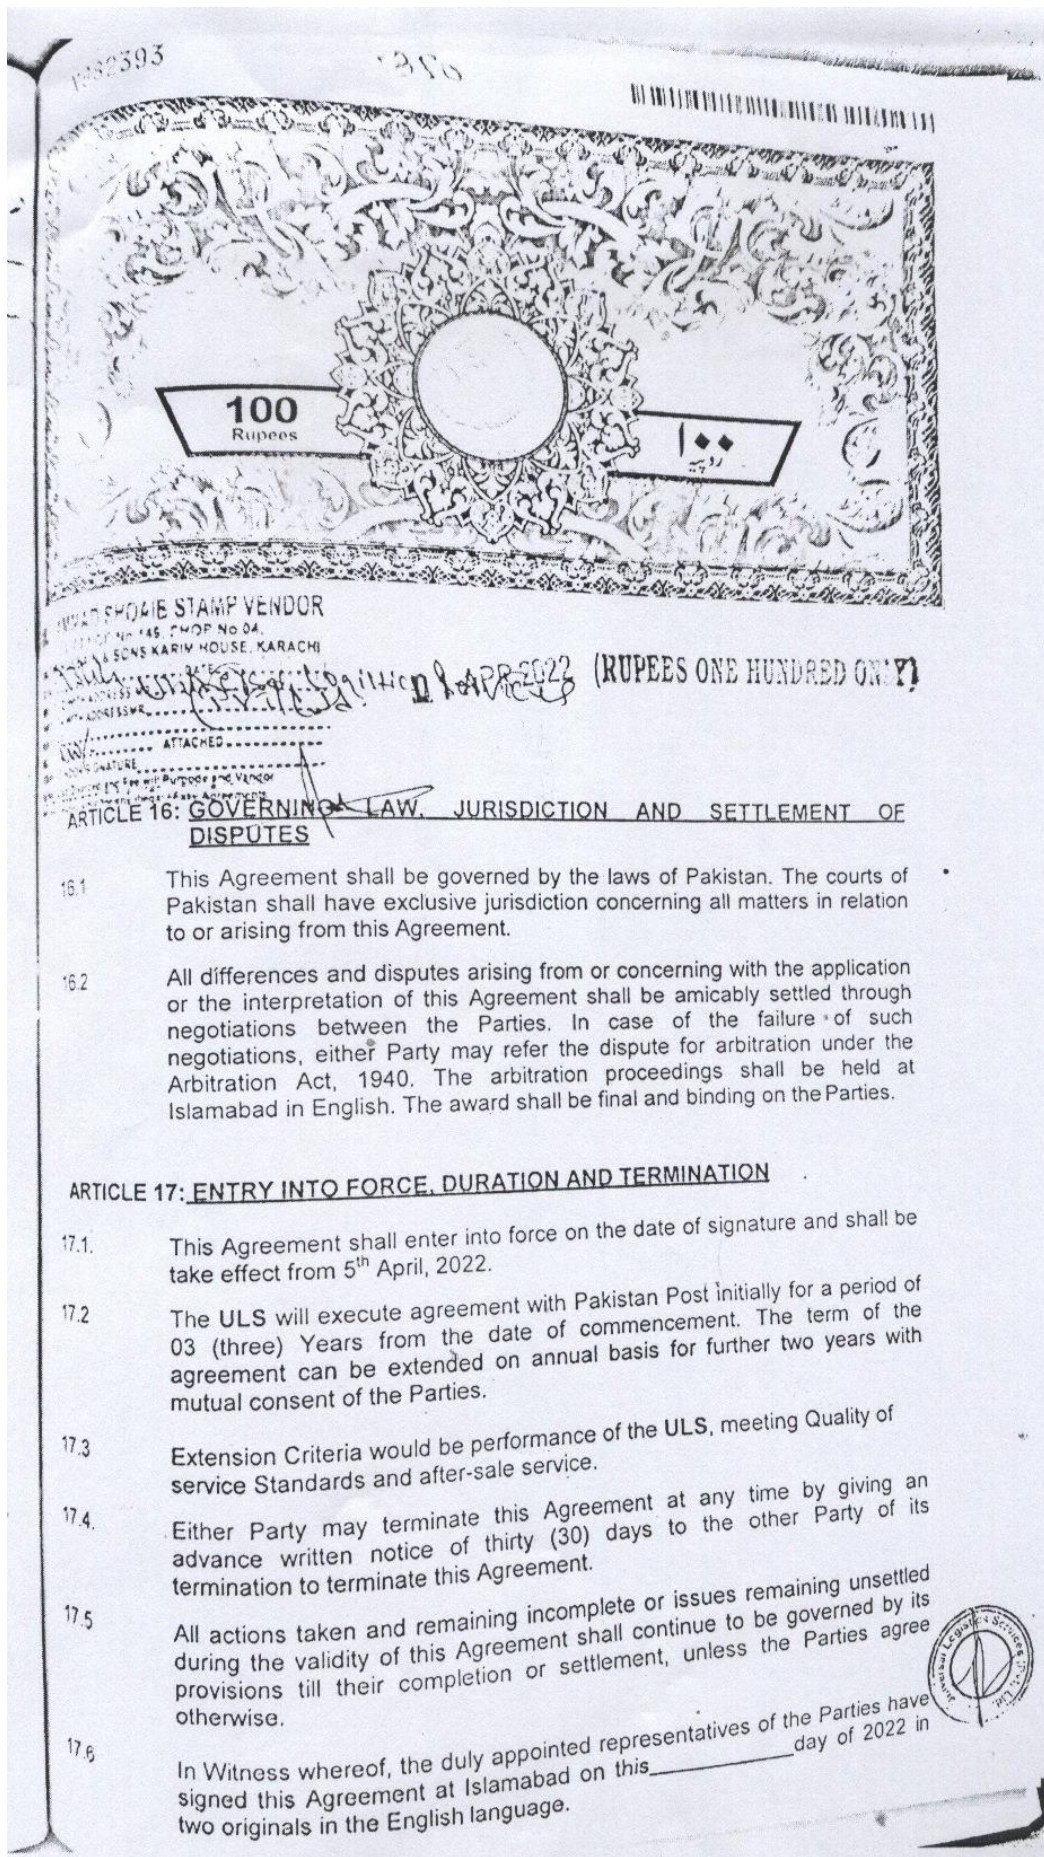 100
Rupees
۱۰۰
روپیہ
SHOAIB STAMP VENDOR
SHOP No 04,
& SONS KARIM HOUSE, KARACHI
DATE
APR 2022 (RUPEES ONE HUNDRED ONLY)
ATTACHED
ARTICLE 16: GOVERNING LAW, JURISDICTION AND SETTLEMENT OF
DISPUTES
16.1 This Agreement shall be governed by the laws of Pakistan. The courts of
Pakistan shall have exclusive jurisdiction concerning all matters in relation
to or arising from this Agreement.
16.2 All differences and disputes arising from or concerning with the application
or the interpretation of this Agreement shall be amicably settled through
negotiations between the Parties. In case of the failure of such
negotiations, either Party may refer the dispute for arbitration under the
Arbitration Act, 1940. The arbitration proceedings shall be held at
Islamabad in English. The award shall be final and binding on the Parties.
ARTICLE 17: ENTRY INTO FORCE, DURATION AND TERMINATION
17.1. This Agreement shall enter into force on the date of signature and shall be
take effect from 5th April, 2022.
17.2 The ULS will execute agreement with Pakistan Post initially for a period of
03 (three) Years from the date of commencement. The term of the
agreement can be extended on annual basis for further two years with
mutual consent of the Parties.
17.3 Extension Criteria would be performance of the ULS, meeting Quality of
service Standards and after-sale service.
17.4. Either Party may terminate this Agreement at any time by giving an
advance written notice of thirty (30) days to the other Party of its
termination to terminate this Agreement.
17.5 All actions taken and remaining incomplete or issues remaining unsettled
during the validity of this Agreement shall continue to be governed by its
provisions till their completion or settlement, unless the Parties agree
otherwise.
Universal Logistics Services (Pvt) Ltd.
17.6 In Witness whereof, the duly appointed representatives of the Parties have
signed this Agreement at Islamabad on this__________day of 2022 in
two originals in the English language.